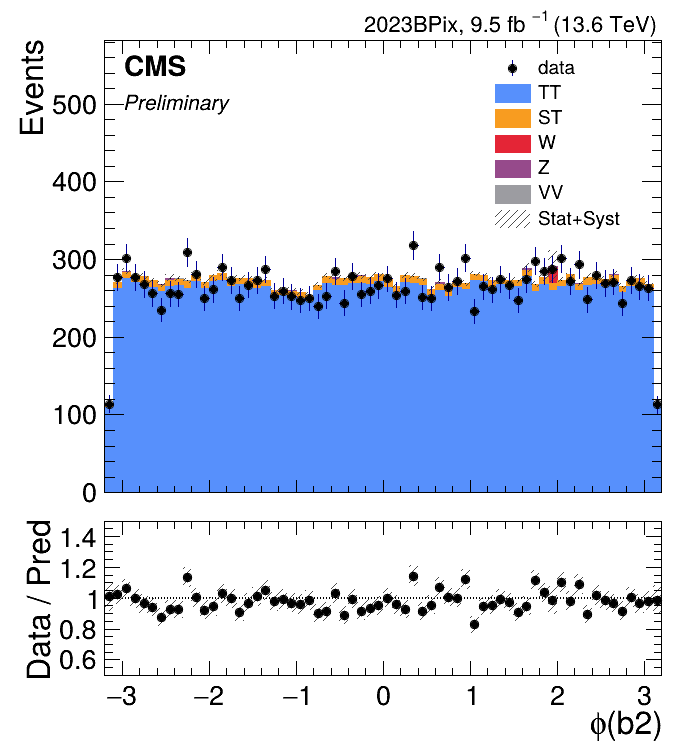 2023BPix, 9.5 fb⁻¹ (13.6 TeV)
CMS
Preliminary
data
TT
ST
W
Z
VV
Stat+Syst
Events
500
400
300
200
100
0
Data / Pred
1.4
1.2
1
0.8
0.6
−3 −2 −1 0 1 2 3
ϕ(b2)